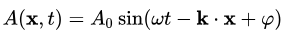 A(𝐱, t) = A₀ sin(ωt − 𝐤 · 𝐱 + φ)